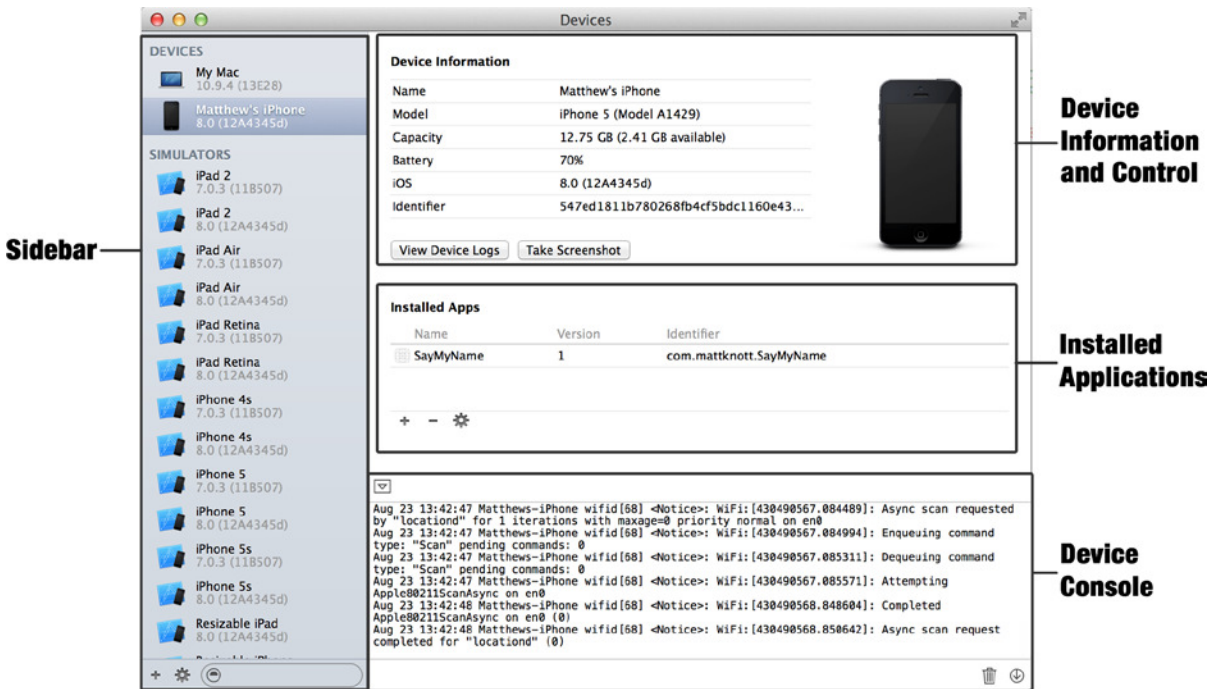 Devices
DEVICES
My Mac
10.9.4 (13E28)
Matthew's iPhone
8.0 (12A4345d)
SIMULATORS
iPad 2
7.0.3 (11B507)
iPad 2
8.0 (12A4345d)
iPad Air
7.0.3 (11B507)
iPad Air
8.0 (12A4345d)
iPad Retina
7.0.3 (11B507)
iPad Retina
8.0 (12A4345d)
iPhone 4s
7.0.3 (11B507)
iPhone 4s
8.0 (12A4345d)
iPhone 5
7.0.3 (11B507)
iPhone 5
8.0 (12A4345d)
iPhone 5s
7.0.3 (11B507)
iPhone 5s
8.0 (12A4345d)
Resizable iPad
8.0 (12A4345d)
Sidebar
Device Information
Name Matthew's iPhone
Model iPhone 5 (Model A1429)
Capacity 12.75 GB (2.41 GB available)
Battery 70%
iOS 8.0 (12A4345d)
Identifier 547ed1811b780268fb4cf5bdc1160e43...
View Device Logs Take Screenshot
Device
Information
and Control
Installed Apps
Name Version Identifier
SayMyName 1 com.mattknott.SayMyName
Installed
Applications
Aug 23 13:42:47 Matthews-iPhone wifid[68] <Notice>: WiFi:[430490567.084489]: Async scan requested
by "locationd" for 1 iterations with maxage=0 priority normal on en0
Aug 23 13:42:47 Matthews-iPhone wifid[68] <Notice>: WiFi:[430490567.084994]: Enqueuing command
type: "Scan" pending commands: 0
Aug 23 13:42:47 Matthews-iPhone wifid[68] <Notice>: WiFi:[430490567.085311]: Dequeuing command
type: "Scan" pending commands: 0
Aug 23 13:42:47 Matthews-iPhone wifid[68] <Notice>: WiFi:[430490567.085571]: Attempting
Apple80211ScanAsync on en0
Aug 23 13:42:48 Matthews-iPhone wifid[68] <Notice>: WiFi:[430490568.848604]: Completed
Apple80211ScanAsync on en0 (0)
Aug 23 13:42:48 Matthews-iPhone wifid[68] <Notice>: WiFi:[430490568.850642]: Async scan request
completed for "locationd" (0)
Device
Console